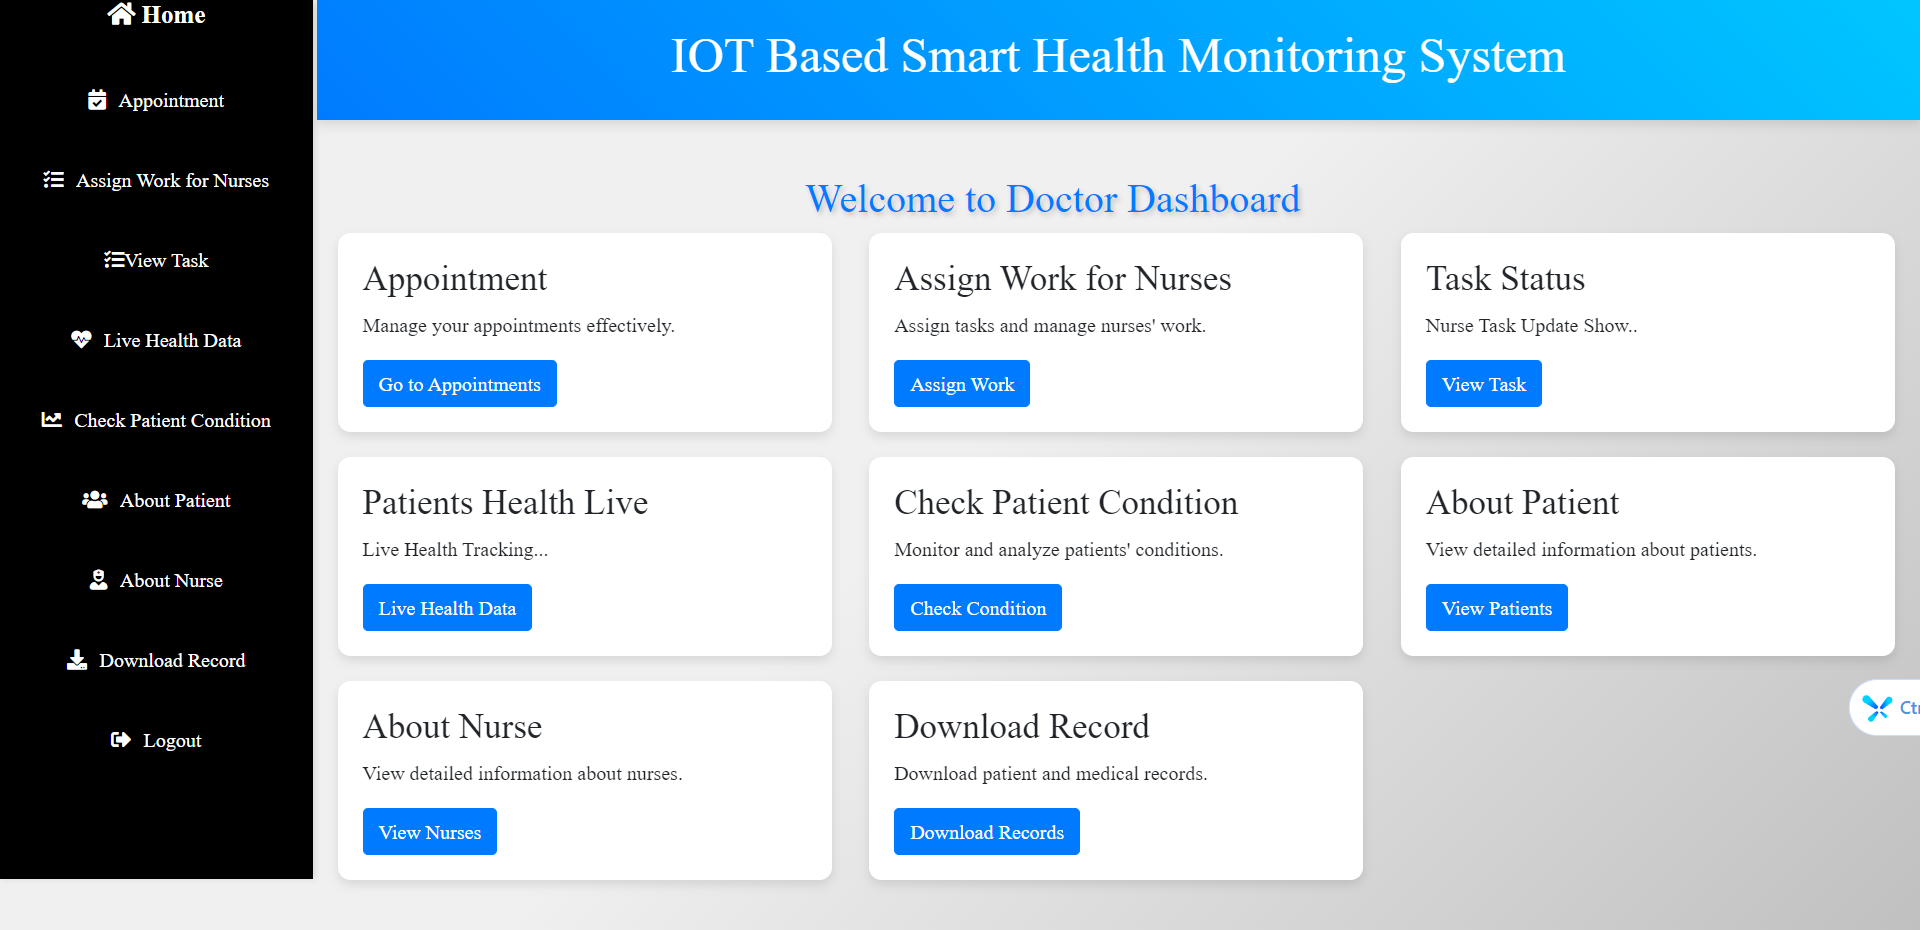 Home
Appointment
Assign Work for Nurses
View Task
Live Health Data
Check Patient Condition
About Patient
About Nurse
Download Record
Logout
IOT Based Smart Health Monitoring System
Welcome to Doctor Dashboard
Appointment
Manage your appointments effectively.
Go to Appointments
Assign Work for Nurses
Assign tasks and manage nurses' work.
Assign Work
Task Status
Nurse Task Update Show..
View Task
Patients Health Live
Live Health Tracking...
Live Health Data
Check Patient Condition
Monitor and analyze patients' conditions.
Check Condition
About Patient
View detailed information about patients.
View Patients
About Nurse
View detailed information about nurses.
View Nurses
Download Record
Download patient and medical records.
Download Records